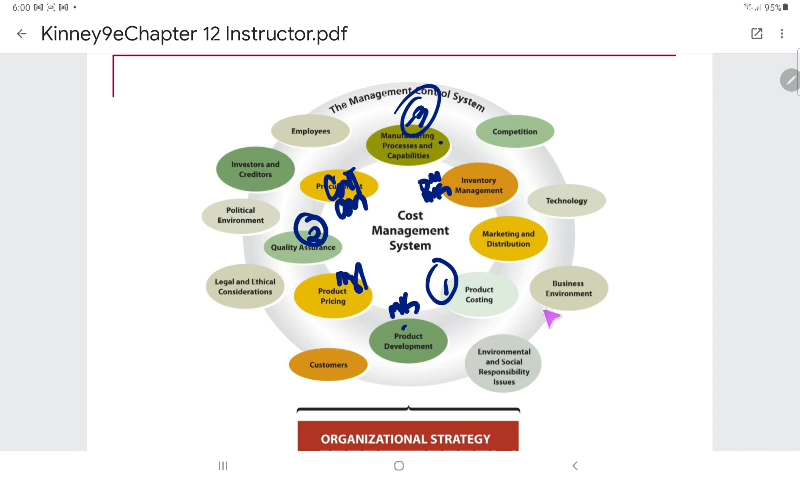 6:00
95%
Kinney9eChapter 12 Instructor.pdf
The Management Control System
Employees
Manufacturing
Processes and
Capabilities
Competition
Investors and
Creditors
Inventory
Management
Technology
Political
Environment
Cost
Management
System
Marketing and
Distribution
2
Quality Assurance
Legal and Ethical
Considerations
Product
Pricing
1
Product
Costing
Business
Environment
Product
Development
Customers
Environmental
and Social
Responsibility
Issues
ORGANIZATIONAL STRATEGY